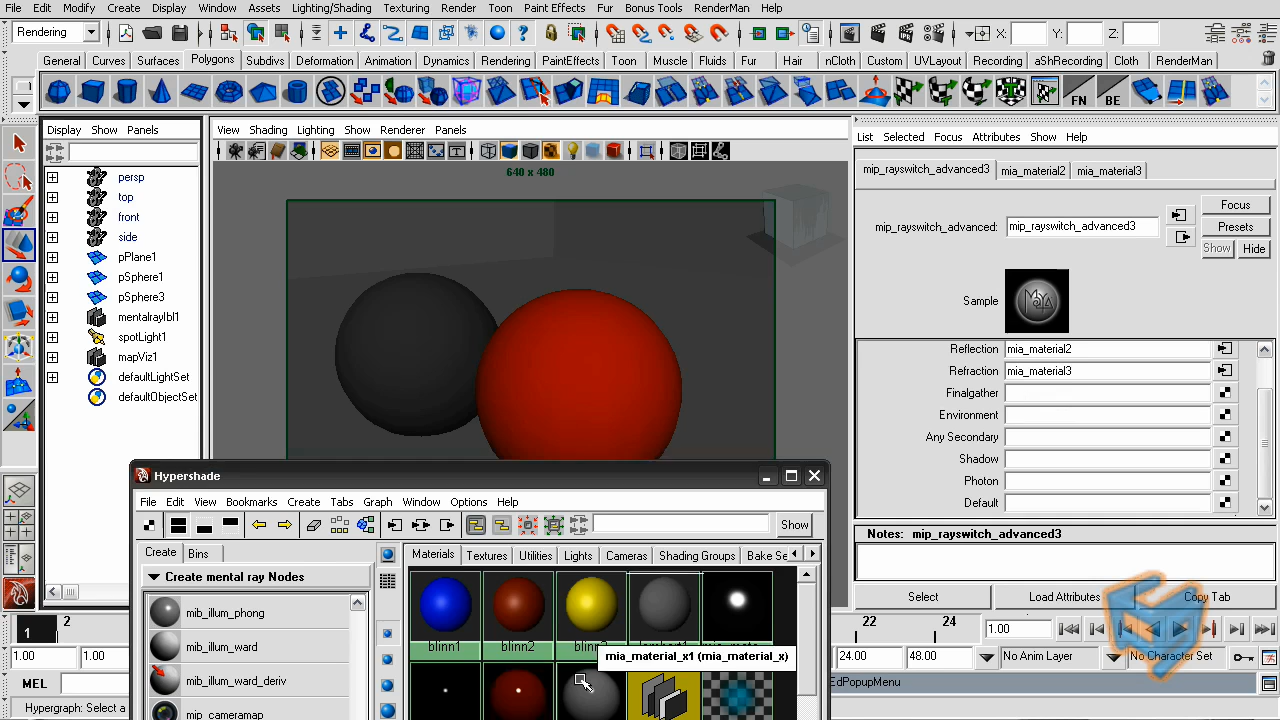 File Edit Modify Create Display Window Assets Lighting/Shading Texturing Render Toon Paint Effects Fur Bonus Tools RenderMan Help
Rendering X: Y: Z:
General Curves Surfaces Polygons Subdivs Deformation Animation Dynamics Rendering PaintEffects Toon Muscle Fluids Fur Hair nCloth Custom UVLayout Recording aShRecording Cloth RenderMan
FN BE
Display Show Panels
View Shading Lighting Show Renderer Panels
List Selected Focus Attributes Show Help
640 x 480
persp
top
front
side
pPlane1
pSphere1
pSphere3
mentalrayIbl1
spotLight1
mapViz1
defaultLightSet
defaultObjectSet
mip_rayswitch_advanced3 mia_material2 mia_material3
mip_rayswitch_advanced: mip_rayswitch_advanced3
Focus
Presets
Show Hide
Sample
Reflection mia_material2
Refraction mia_material3
Finalgather
Environment
Any Secondary
Shadow
Photon
Default
Notes: mip_rayswitch_advanced3
Select Load Attributes Copy Tab
Hypershade
File Edit View Bookmarks Create Tabs Graph Window Options Help
Show
Create Bins
Materials Textures Utilities Lights Cameras Shading Groups Bake Se
Create mental ray Nodes
mib_illum_phong
mib_illum_ward
mib_illum_ward_deriv
mip_cameramap
blinn1 blinn2
mia_material_x1 (mia_material_x)
1 2 22 24
1.00
1.00 1.00 24.00 48.00 No Anim Layer No Character Set
MEL EdPopupMenu
Hypergraph: Select a